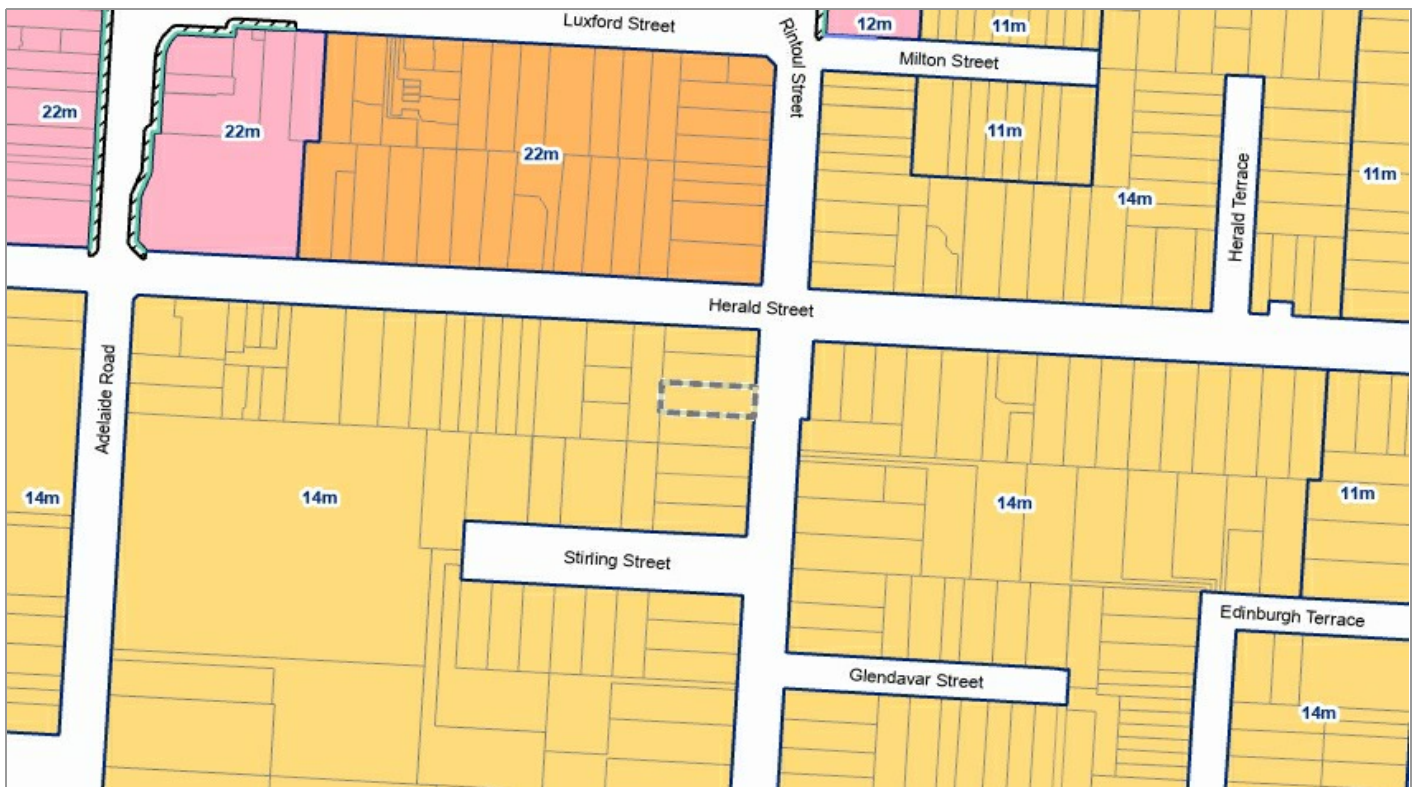 Luxford Street
Rintoul Street
12m
11m
Milton Street
22m
22m
22m
11m
14m
Herald Terrace
11m
Herald Street
Adelaide Road
14m
14m
14m
11m
Stirling Street
Edinburgh Terrace
Glendavar Street
14m